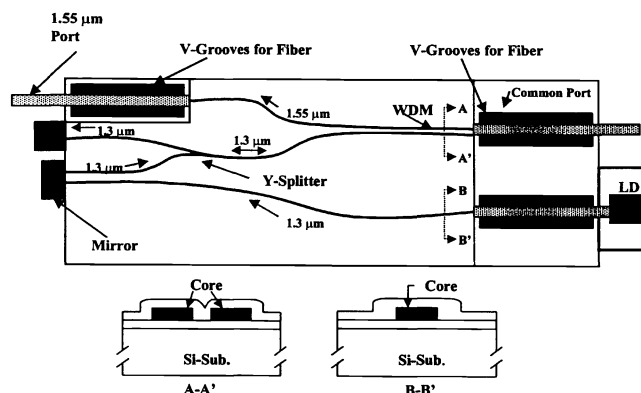 1.55 µm
Port
V-Grooves for Fiber
V-Grooves for Fiber
Common Port
1.55 µm
WDM
A
1.3 µm
1.3 µm
A'
LD
1.3 µm
Y-Splitter
B
1.3 µm
B'
Mirror
Core
Core
Si-Sub.
Si-Sub.
A-A'
B-B'